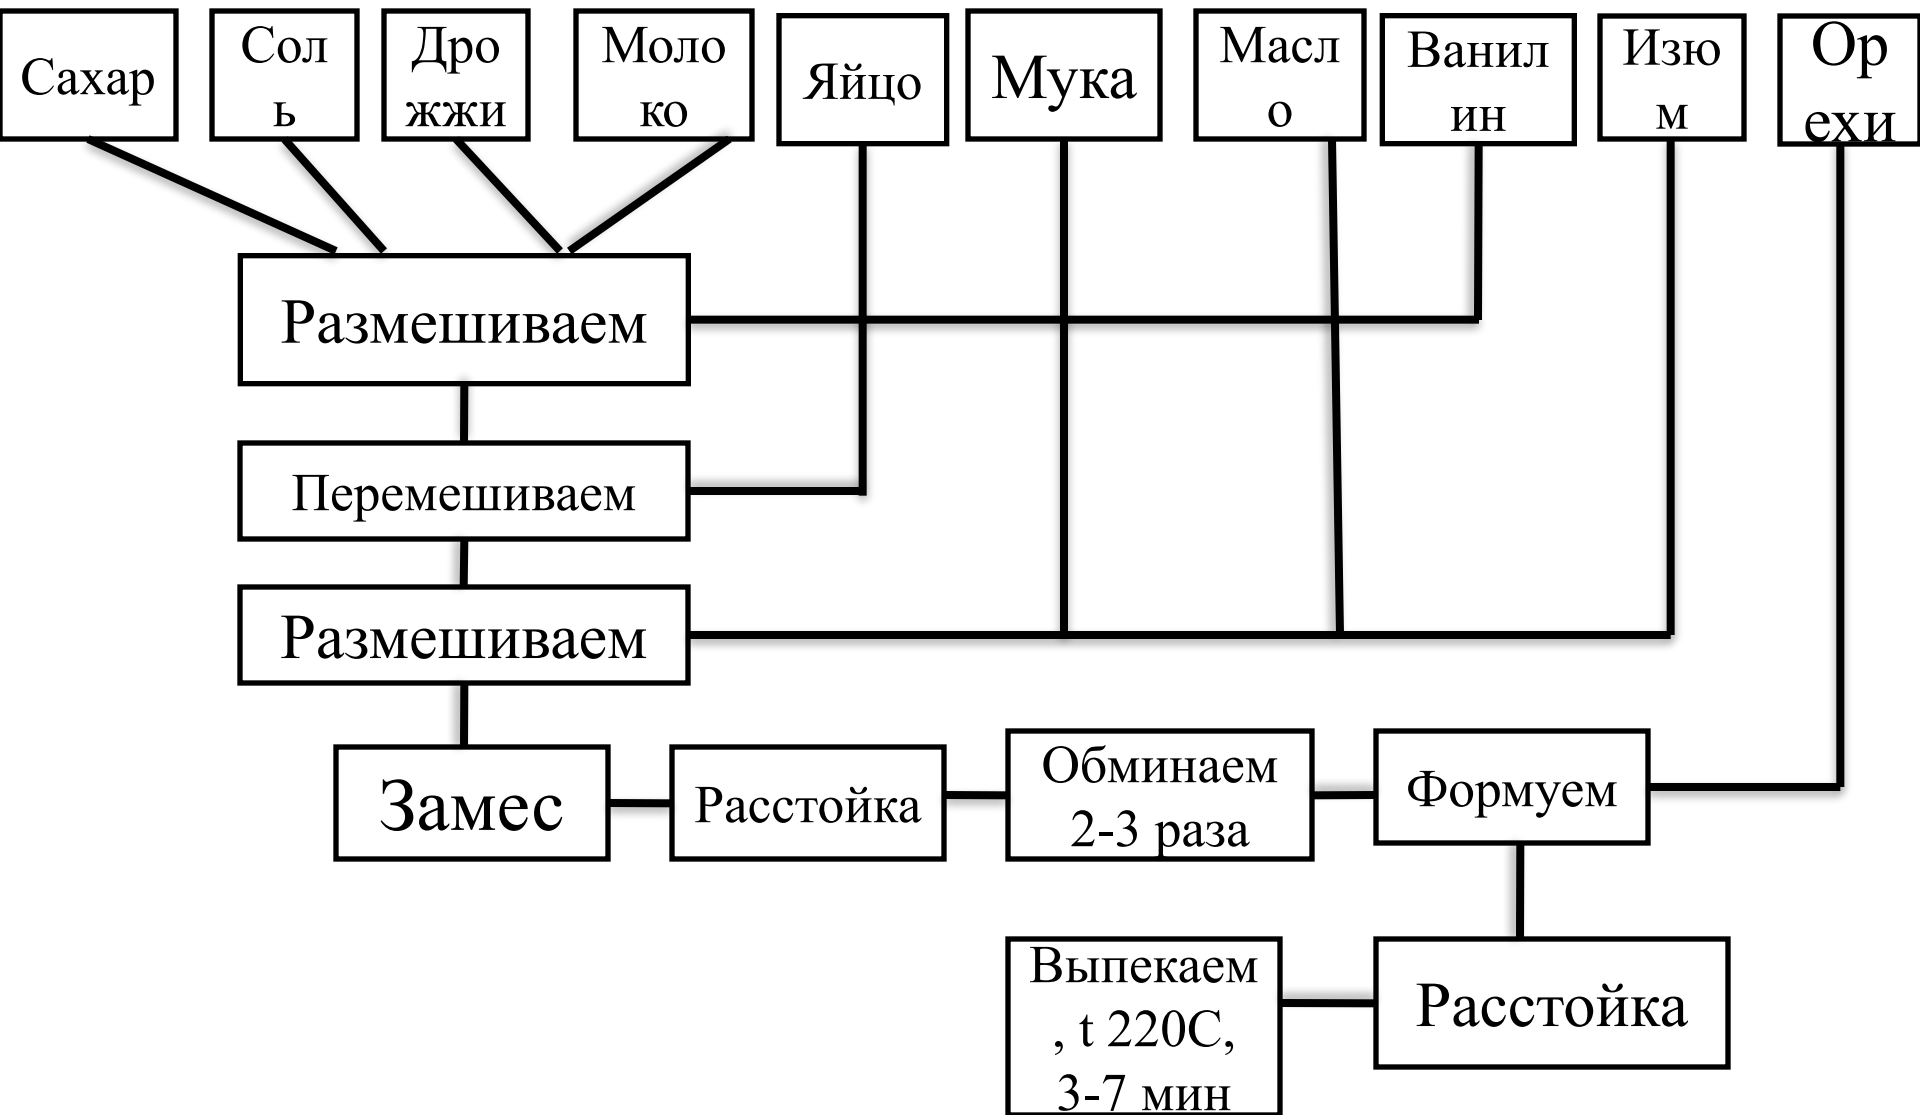 Сахар
Сол
ь
Дро
жжи
Моло
ко
Яйцо
Мука
Масл
о
Ванил
ин
Изю
м
Ор
ехи
Размешиваем
Перемешиваем
Размешиваем
Замес
Расстойка
Обминаем
2-3 раза
Формуем
Выпекаем
, t 220С,
3-7 мин
Расстойка